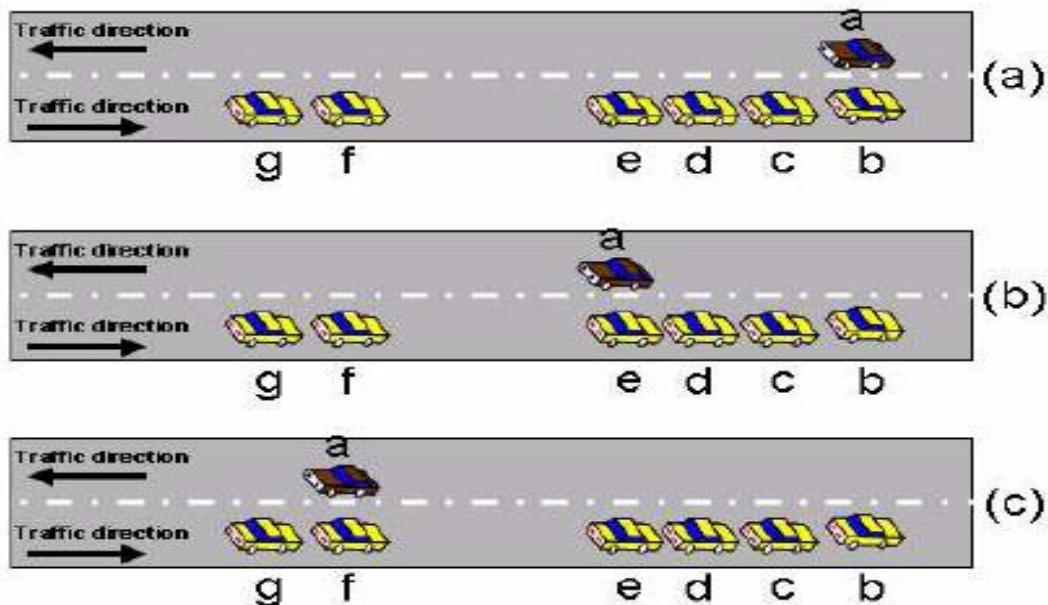 a
Traffic direction
(a)
Traffic direction
g f e d c b
a
Traffic direction
(b)
Traffic direction
g f e d c b
a
Traffic direction
(c)
Traffic direction
g f e d c b